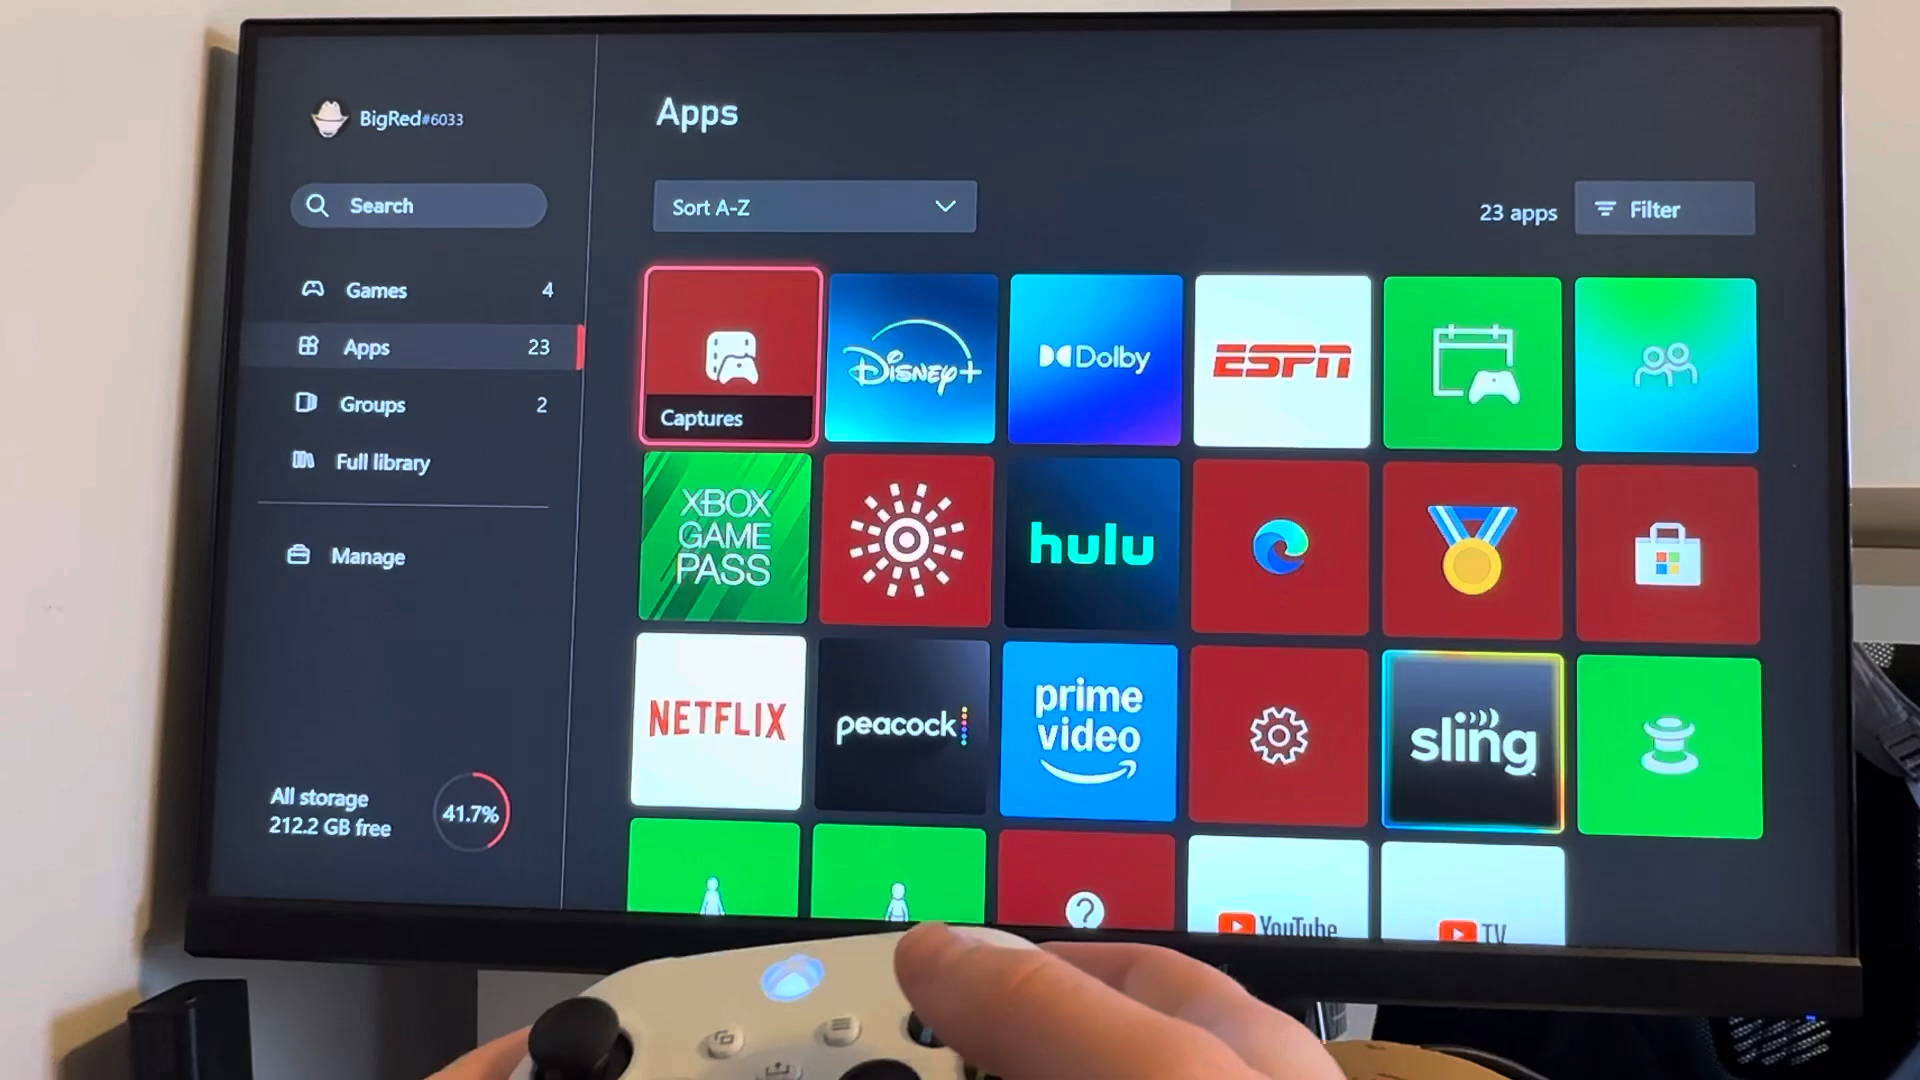 BigRed#6033
Search
Games 4
Apps 23
Groups 2
Full library
Manage
All storage
212.2 GB free
41.7%
Apps
Sort A-Z
23 apps
Filter
Captures
Disney+
Dolby
ESPN
XBOX
GAME
PASS
hulu
NETFLIX
peacock
prime
video
sling
?
YouTube
TV